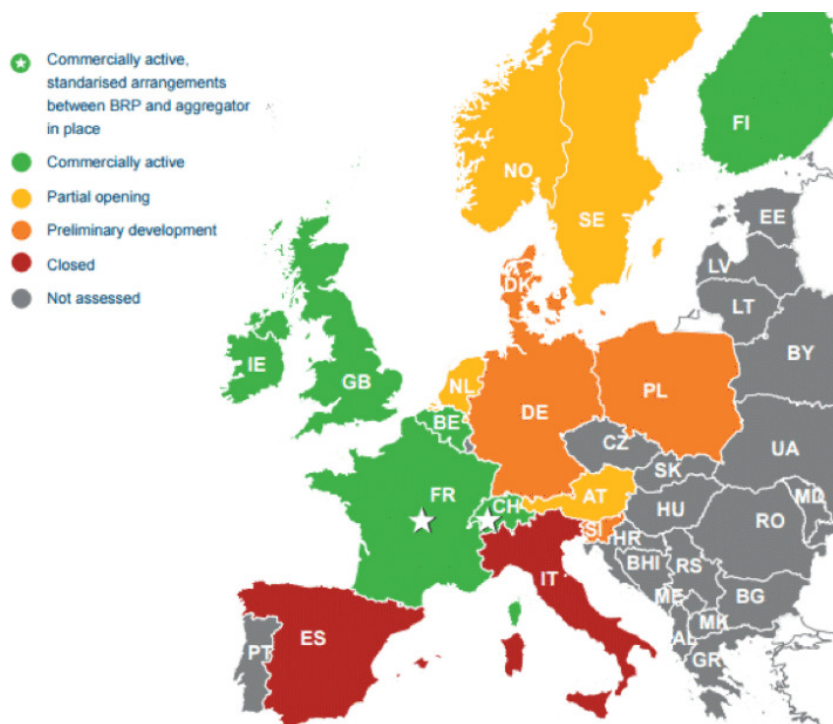 Commercially active,
standarised arrangements
between BRP and aggregator
in place
Commercially active
Partial opening
Preliminary development
Closed
Not assessed
FI
NO
SE
EE
LV
LT
DK
BY
IE
GB
NL
DE
PL
BE
CZ
UA
SK
FR
CH
AT
HU
MD
RO
SI
HR
BHI
RS
IT
ME
BG
MK
AL
GR
ES
PT